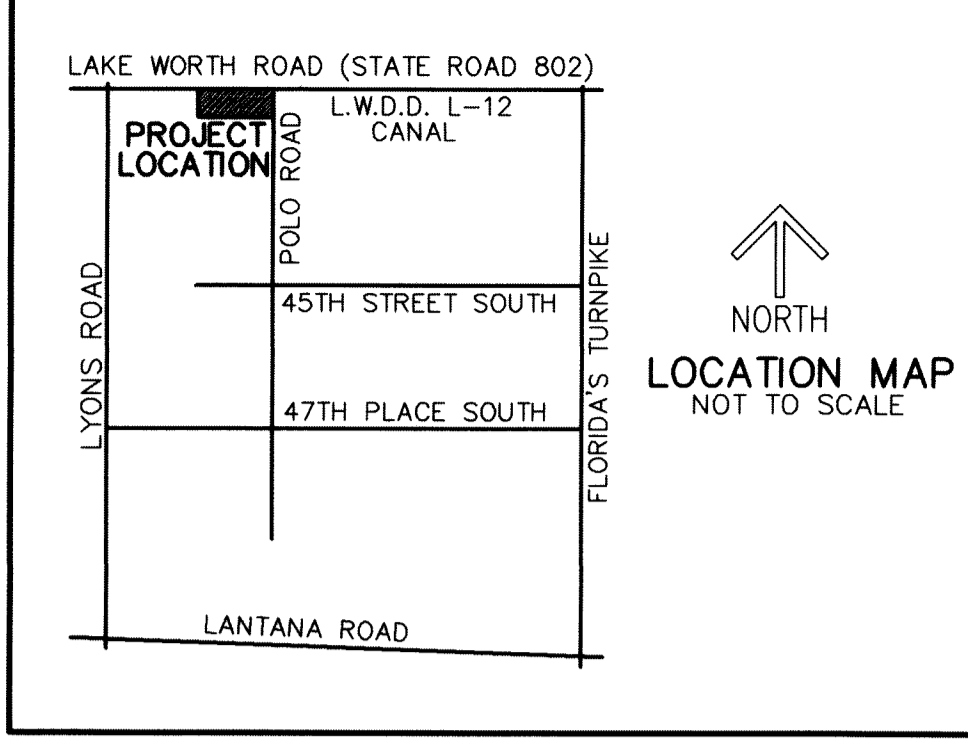 LAKE WORTH ROAD (STATE ROAD 802)
L.W.D.D. L-12
CANAL
PROJECT
LOCATION
POLO ROAD
LYONS ROAD
45TH STREET SOUTH
FLORIDA'S TURNPIKE
NORTH
LOCATION MAP
NOT TO SCALE
47TH PLACE SOUTH
LANTANA ROAD